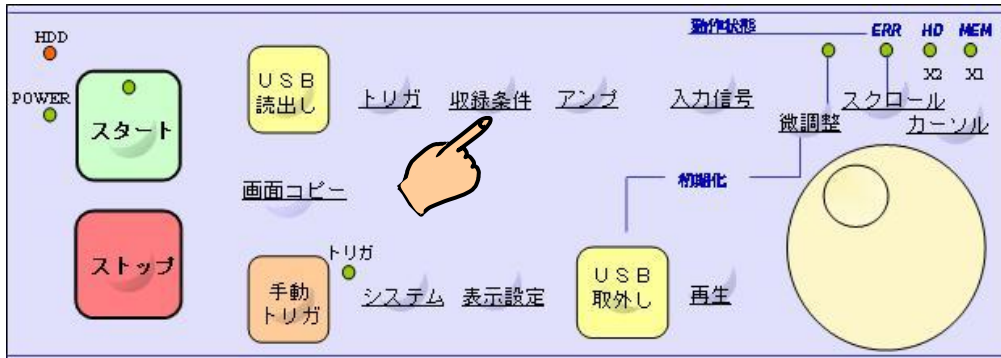 動作状態
ERR HD MEM
HDD
X2 X1
POWER
スタート
USB
読出し
トリガ 収録条件 アンプ 入力信号 スクロール
微調整 カーソル
画面コピー
初期化
ストップ
トリガ
手動
トリガ
システム 表示設定
USB
取外し
再生